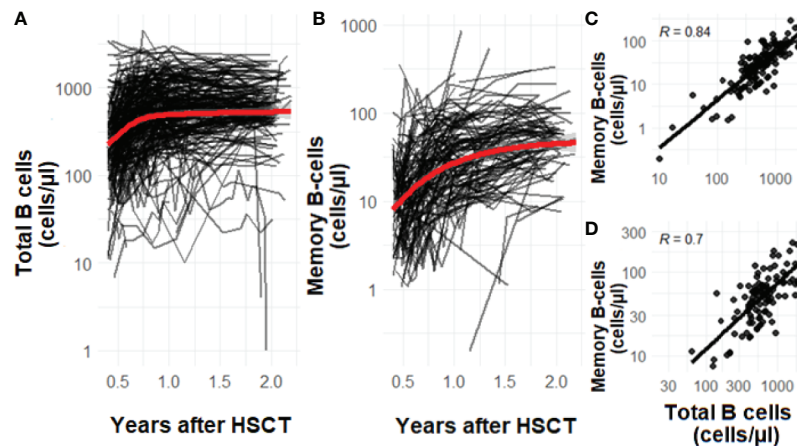 A
Total B cells
(cells/μl)
1000
100
10
1
0.5
1.0
1.5
2.0
Years after HSCT
B
Memory B-cells
(cells/μl)
1000
100
10
1
0.5
1.0
1.5
2.0
Years after HSCT
C
R = 0.84
Memory B-cells
(cells/μl)
100
10
1
10
100
1000
D
R = 0.7
Memory B-cells
(cells/μl)
300
100
30
10
30
100
300
1000
Total B cells
(cells/μl)